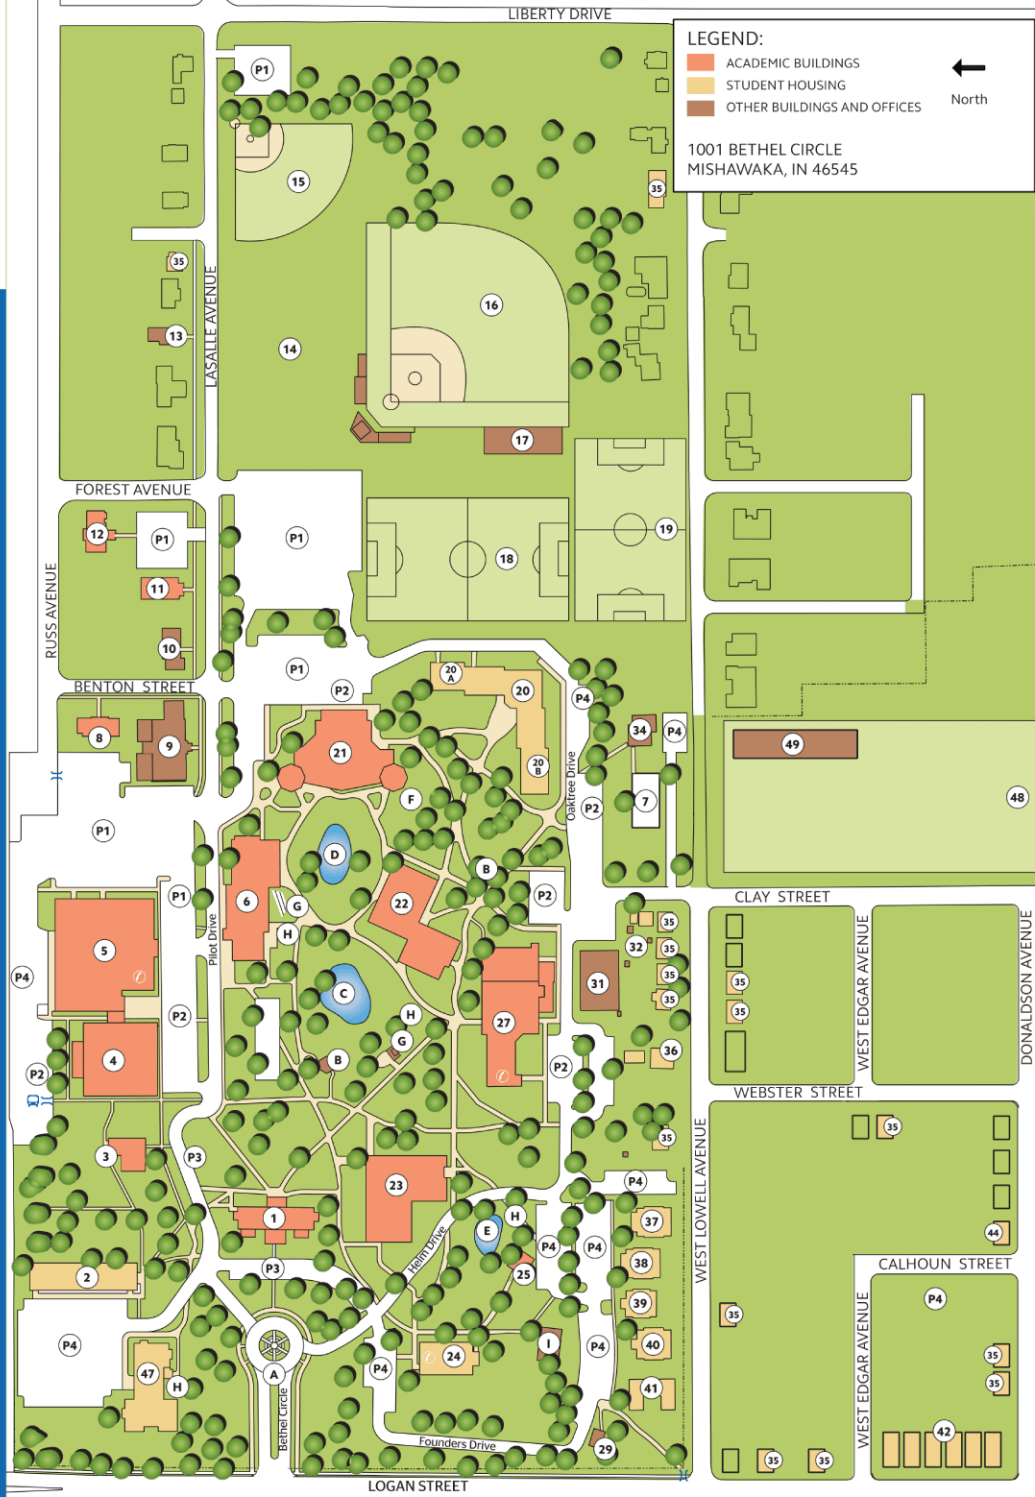 LIBERTY DRIVE
LEGEND:
ACADEMIC BUILDINGS
STUDENT HOUSING
OTHER BUILDINGS AND OFFICES
North
1001 BETHEL CIRCLE
MISHAWAKA, IN 46545
P1
15
35
35
16
13
LASALLE AVENUE
14
17
FOREST AVENUE
12
P1
P1
18
19
11
RUSS AVENUE
10
P1
20
A
P2
20
P4
BENTON STREET
8
9
21
34
P4
49
20
B
Oaktree Drive
F
P2
7
48
P1
D
B
P1
6
G
22
P2
CLAY STREET
35
Pilot Drive
H
32
35
WEST EDGAR AVENUE
DONALDSON AVENUE
5
P4
C
31
35
35
35
35
P2
H
27
G
4
B
P2
36
P2
WEBSTER STREET
35
35
3
P3
WEST LOWELL AVENUE
23
P4
1
H
E
37
44
Helm Drive
P4
P4
CALHOUN STREET
P3
25
38
2
P4
39
35
WEST EDGAR AVENUE
P4
I
P4
40
24
35
P4
47
A
H
41
35
Bethel Circle
42
Founders Drive
29
35
35
LOGAN STREET